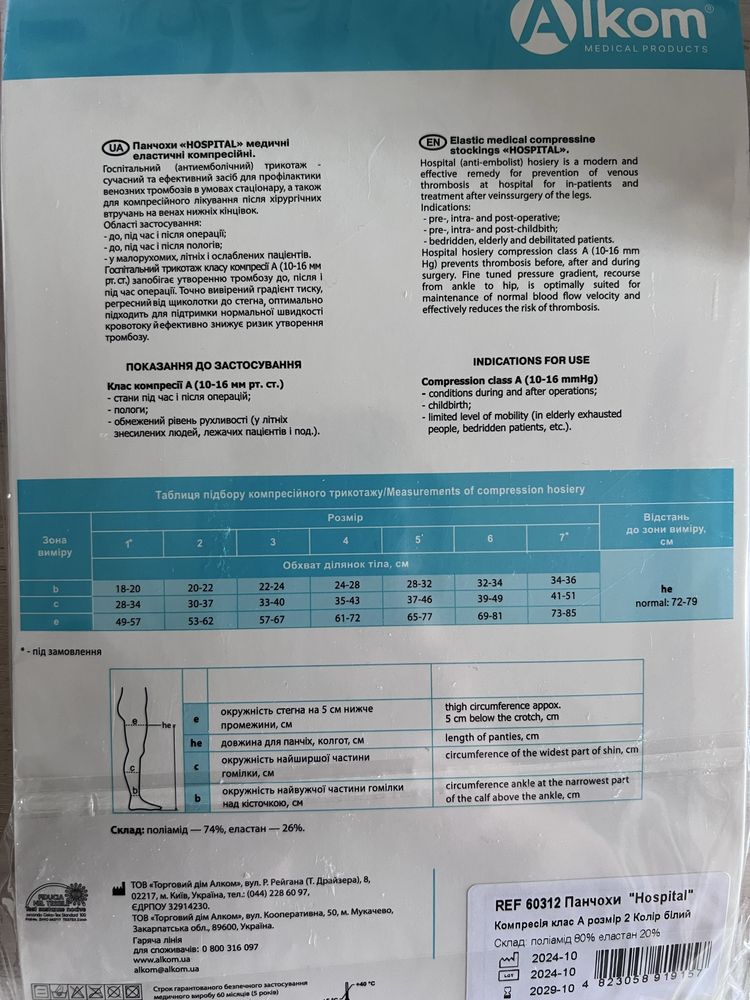 Alkom®
MEDICAL PRODUCTS
UA Панчохи «HOSPITAL» медичні
еластичні компресійні.
Госпітальний (антиемболічний) трикотаж -
сучасний та ефективний засіб для профілактики
венозних тромбозів в умовах стаціонару, а також
для компресійного лікування після хірургічних
втручань на венах нижніх кінцівок.
Області застосування:
- до, під час і після операції;
- до, під час і після пологів;
- у малорухомих, літніх і ослаблених пацієнтів.
Госпітальний трикотаж класу компресії А (10-16 мм
рт. ст.) запобігає утворенню тромбозу до, після і
під час операції. Точно вивірений градієнт тиску,
регресний від щиколотки до стегна, оптимально
підходить для підтримки нормальної швидкості
кровотоку й ефективно знижує ризик утворення
тромбозу.
EN Elastic medical compressine
stockings «HOSPITAL».
Hospital (anti-embolist) hosiery is a modern and
effective remedy for prevention of venous
thrombosis at hospital for in-patients and
treatment after veinssurgery of the legs.
Indications:
- pre-, intra- and post-operative;
- pre-, intra- and post-childbith;
- bedridden, elderly and debilitated patients.
Hospital hosiery compression class A (10-16 mm
Hg) prevents thrombosis before, after and during
surgery. Fine tuned pressure gradient, recourse
from ankle to hip, is optimally suited for
maintenance of normal blood flow velocity and
effectively reduces the risk of thrombosis.
ПОКАЗАННЯ ДО ЗАСТОСУВАННЯ
Клас компресії А (10-16 мм рт. ст.)
- стани під час і після операцій;
- пологи;
- обмежений рівень рухливості (у літніх
знесилених людей, лежачих пацієнтів і под.).
INDICATIONS FOR USE
Compression class A (10-16 mmHg)
- conditions during and after operations;
- childbirth;
- limited level of mobility (in elderly exhausted
people, bedridden patients, etc.).
Таблиця підбору компресійного трикотажу/Measurements of compression hosiery
Зона виміру Розмір Відстань до зони виміру, см
1* 2 3 4 5* 6 7*
Обхват ділянок тіла, см
b 18-20 20-22 22-24 24-28 28-32 32-34 34-36
c 28-34 30-37 33-40 35-43 37-46 39-49 41-51
e 49-57 53-62 57-67 61-72 65-77 69-81 73-85
he
normal: 72-79
* - під замовлення
e
he
c
b
e окружність стегна на 5 см нижче промежини, см thigh circumference approx. 5 cm below the crotch, cm
he довжина для панчіх, колгот, см length of panties, cm
c окружність найширшої частини гомілки, см circumference of the widest part of shin, cm
b окружність найвужчої частини гомілки над кісточкою, см circumference ankle at the narrowest part of the calf above the ankle, cm
Склад: поліамід — 74%, еластан — 26%.
ТОВ «Торговий дім Алком», вул. Р. Рейгана (Т. Драйзера), 8,
02217, м. Київ, Україна, тел.: (044) 228 60 97,
ЄДРПОУ 32914230.
ТОВ «Торговий дім Алком», вул. Кооперативна, 50, м. Мукачево,
Закарпатська обл., 89600, Україна.
Гаряча лінія
для споживачів: 0 800 316 097
www.alkom.ua
alkom@alkom.ua
Строк гарантованого безпечного застосування
медичного виробу 60 місяців (5 років)
+40 °C
REF 60312 Панчохи "Hospital"
Компресія клас А розмір 2 Колір білий
Склад: поліамід 80% еластан 20%
2024-10
LOT 2024-10
2029-10